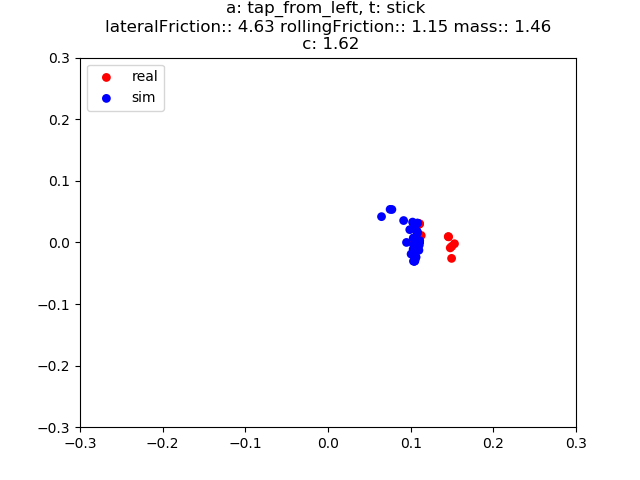 a: tap_from_left, t: stick
lateralFriction:: 4.63 rollingFriction:: 1.15 mass:: 1.46
c: 1.62
real
sim
0.3
0.2
0.1
0.0
−0.1
−0.2
−0.3
−0.3 −0.2 −0.1 0.0 0.1 0.2 0.3